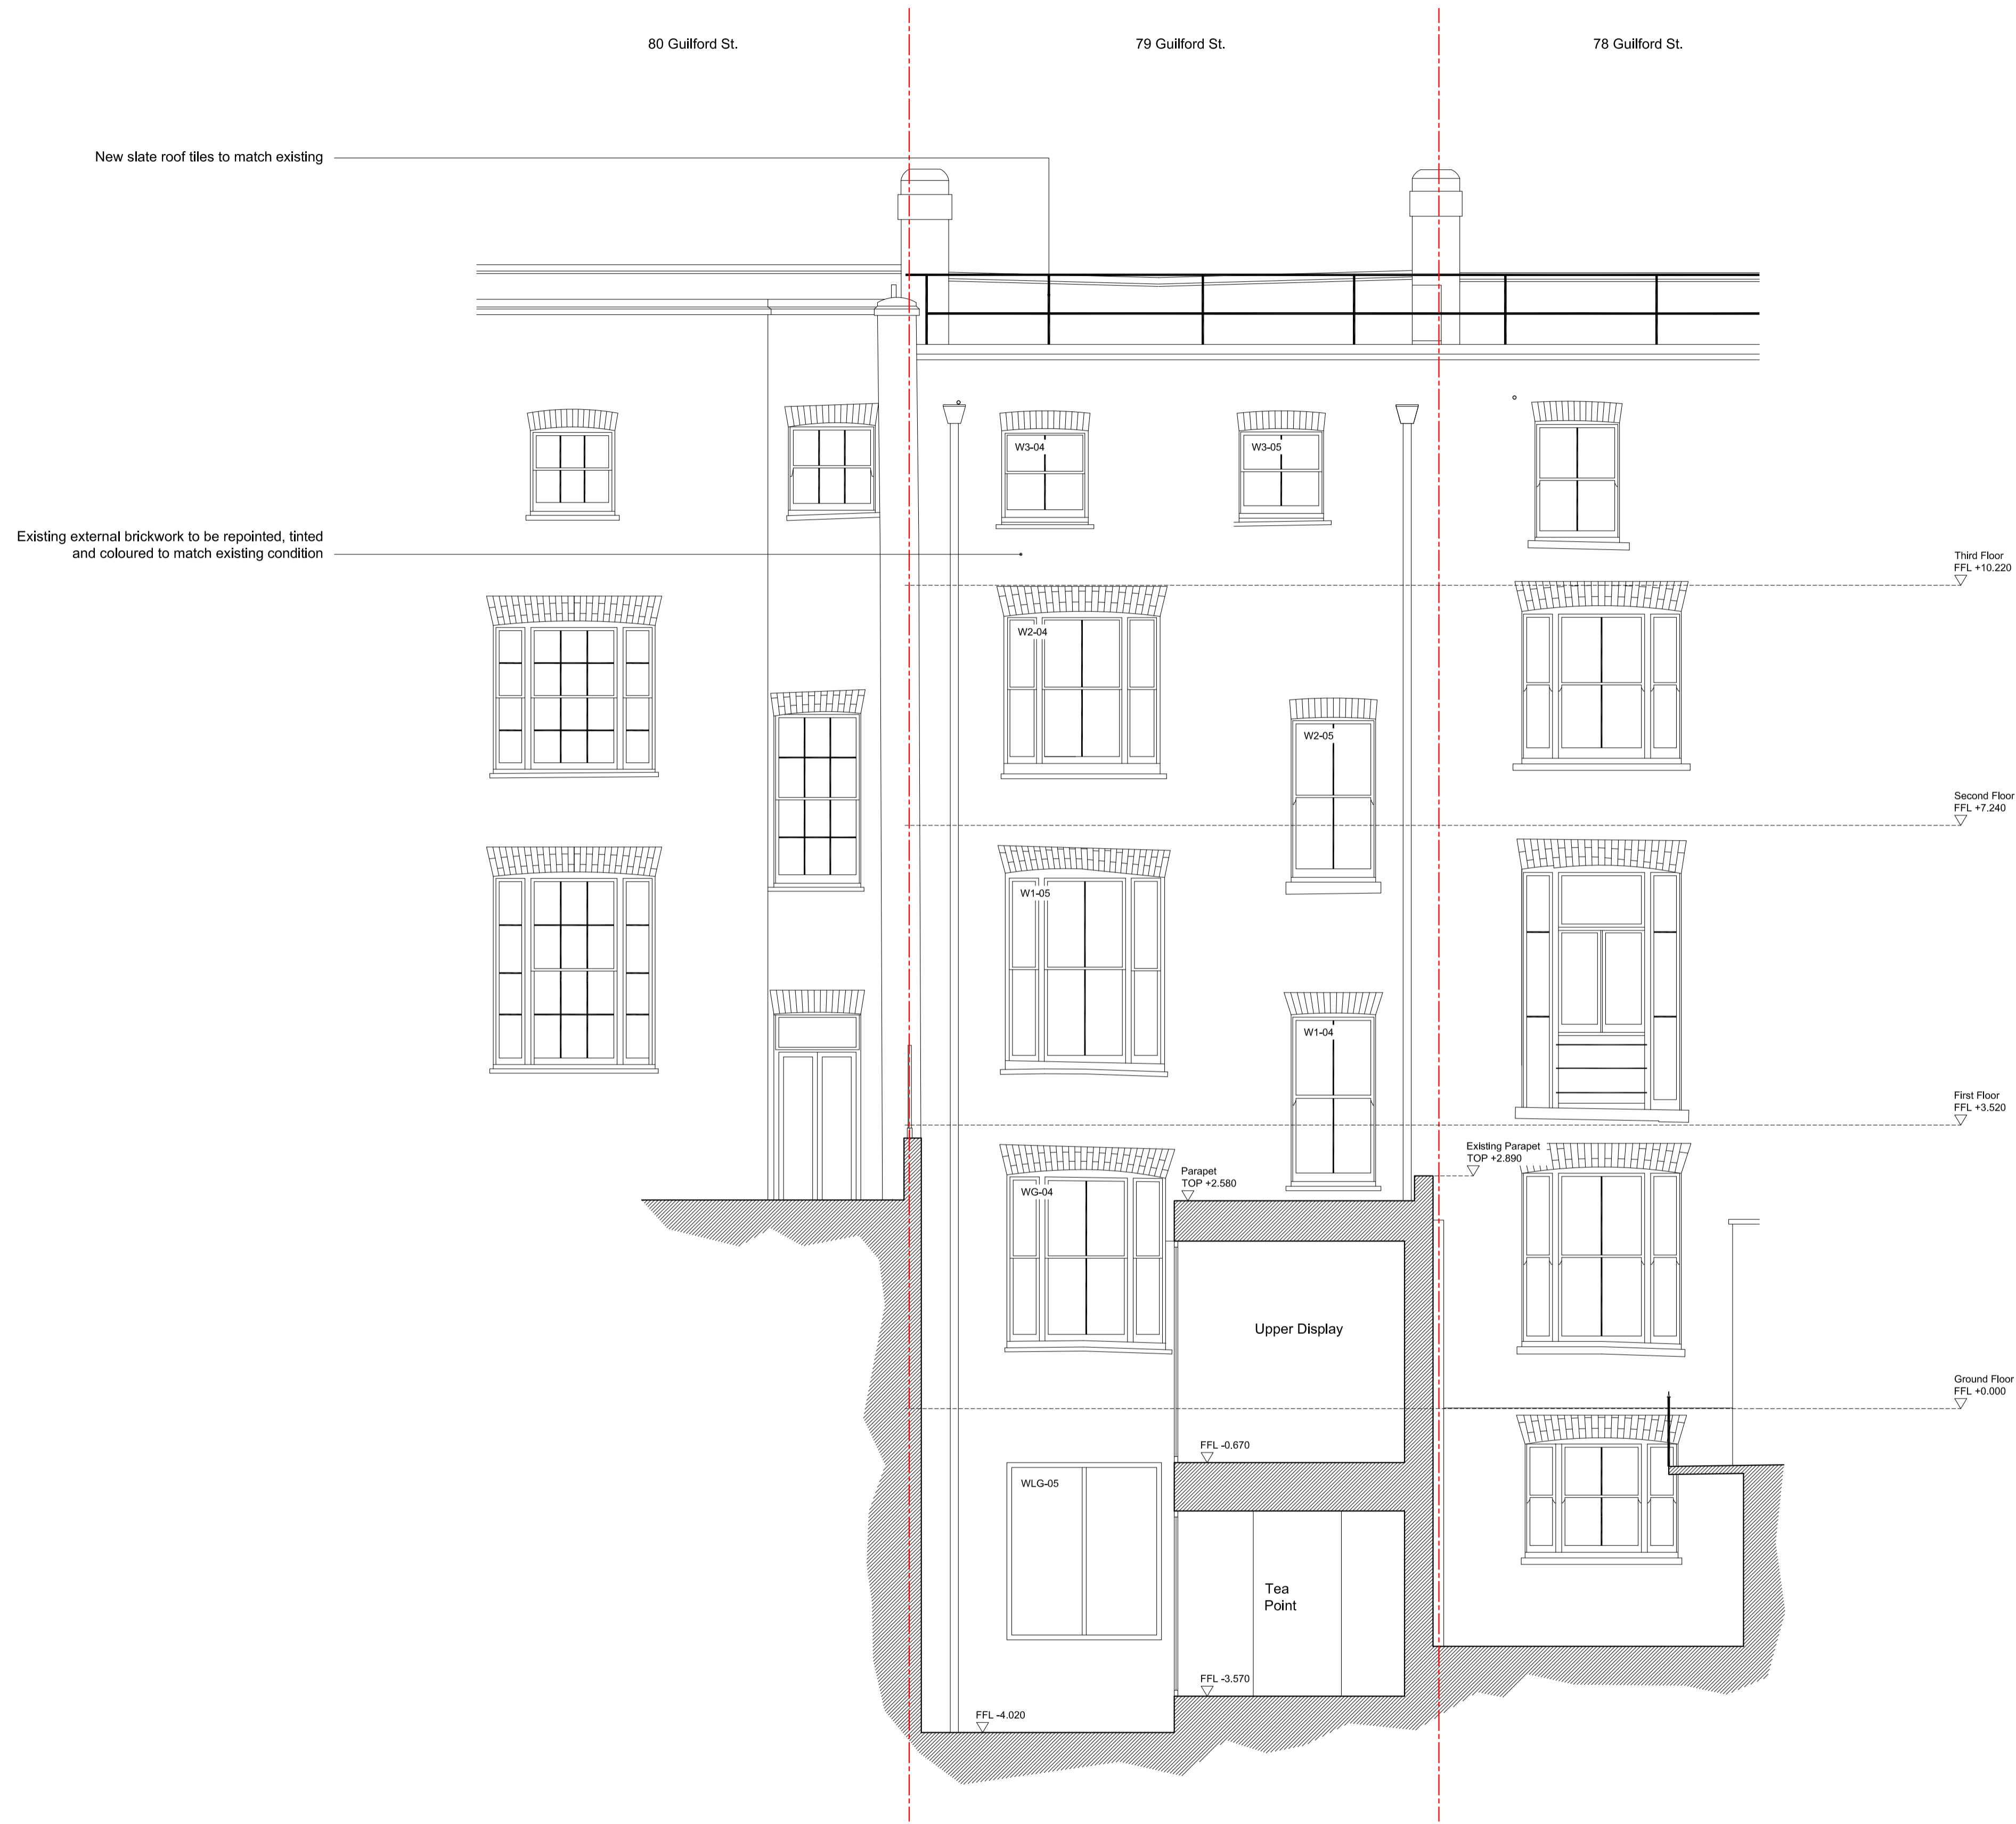 80 Guilford St.
79 Guilford St.
78 Guilford St.
New slate roof tiles to match existing
W3-04
W3-05
Existing external brickwork to be repointed, tinted
and coloured to match existing condition
Third Floor
FFL +10.220
W2-04
W2-05
Second Floor
FFL +7.240
W1-05
W1-04
First Floor
FFL +3.520
Existing Parapet
TOP +2.890
Parapet
TOP +2.580
WG-04
Upper Display
Ground Floor
FFL +0.000
FFL -0.670
WLG-05
Tea
Point
FFL -3.570
FFL -4.020